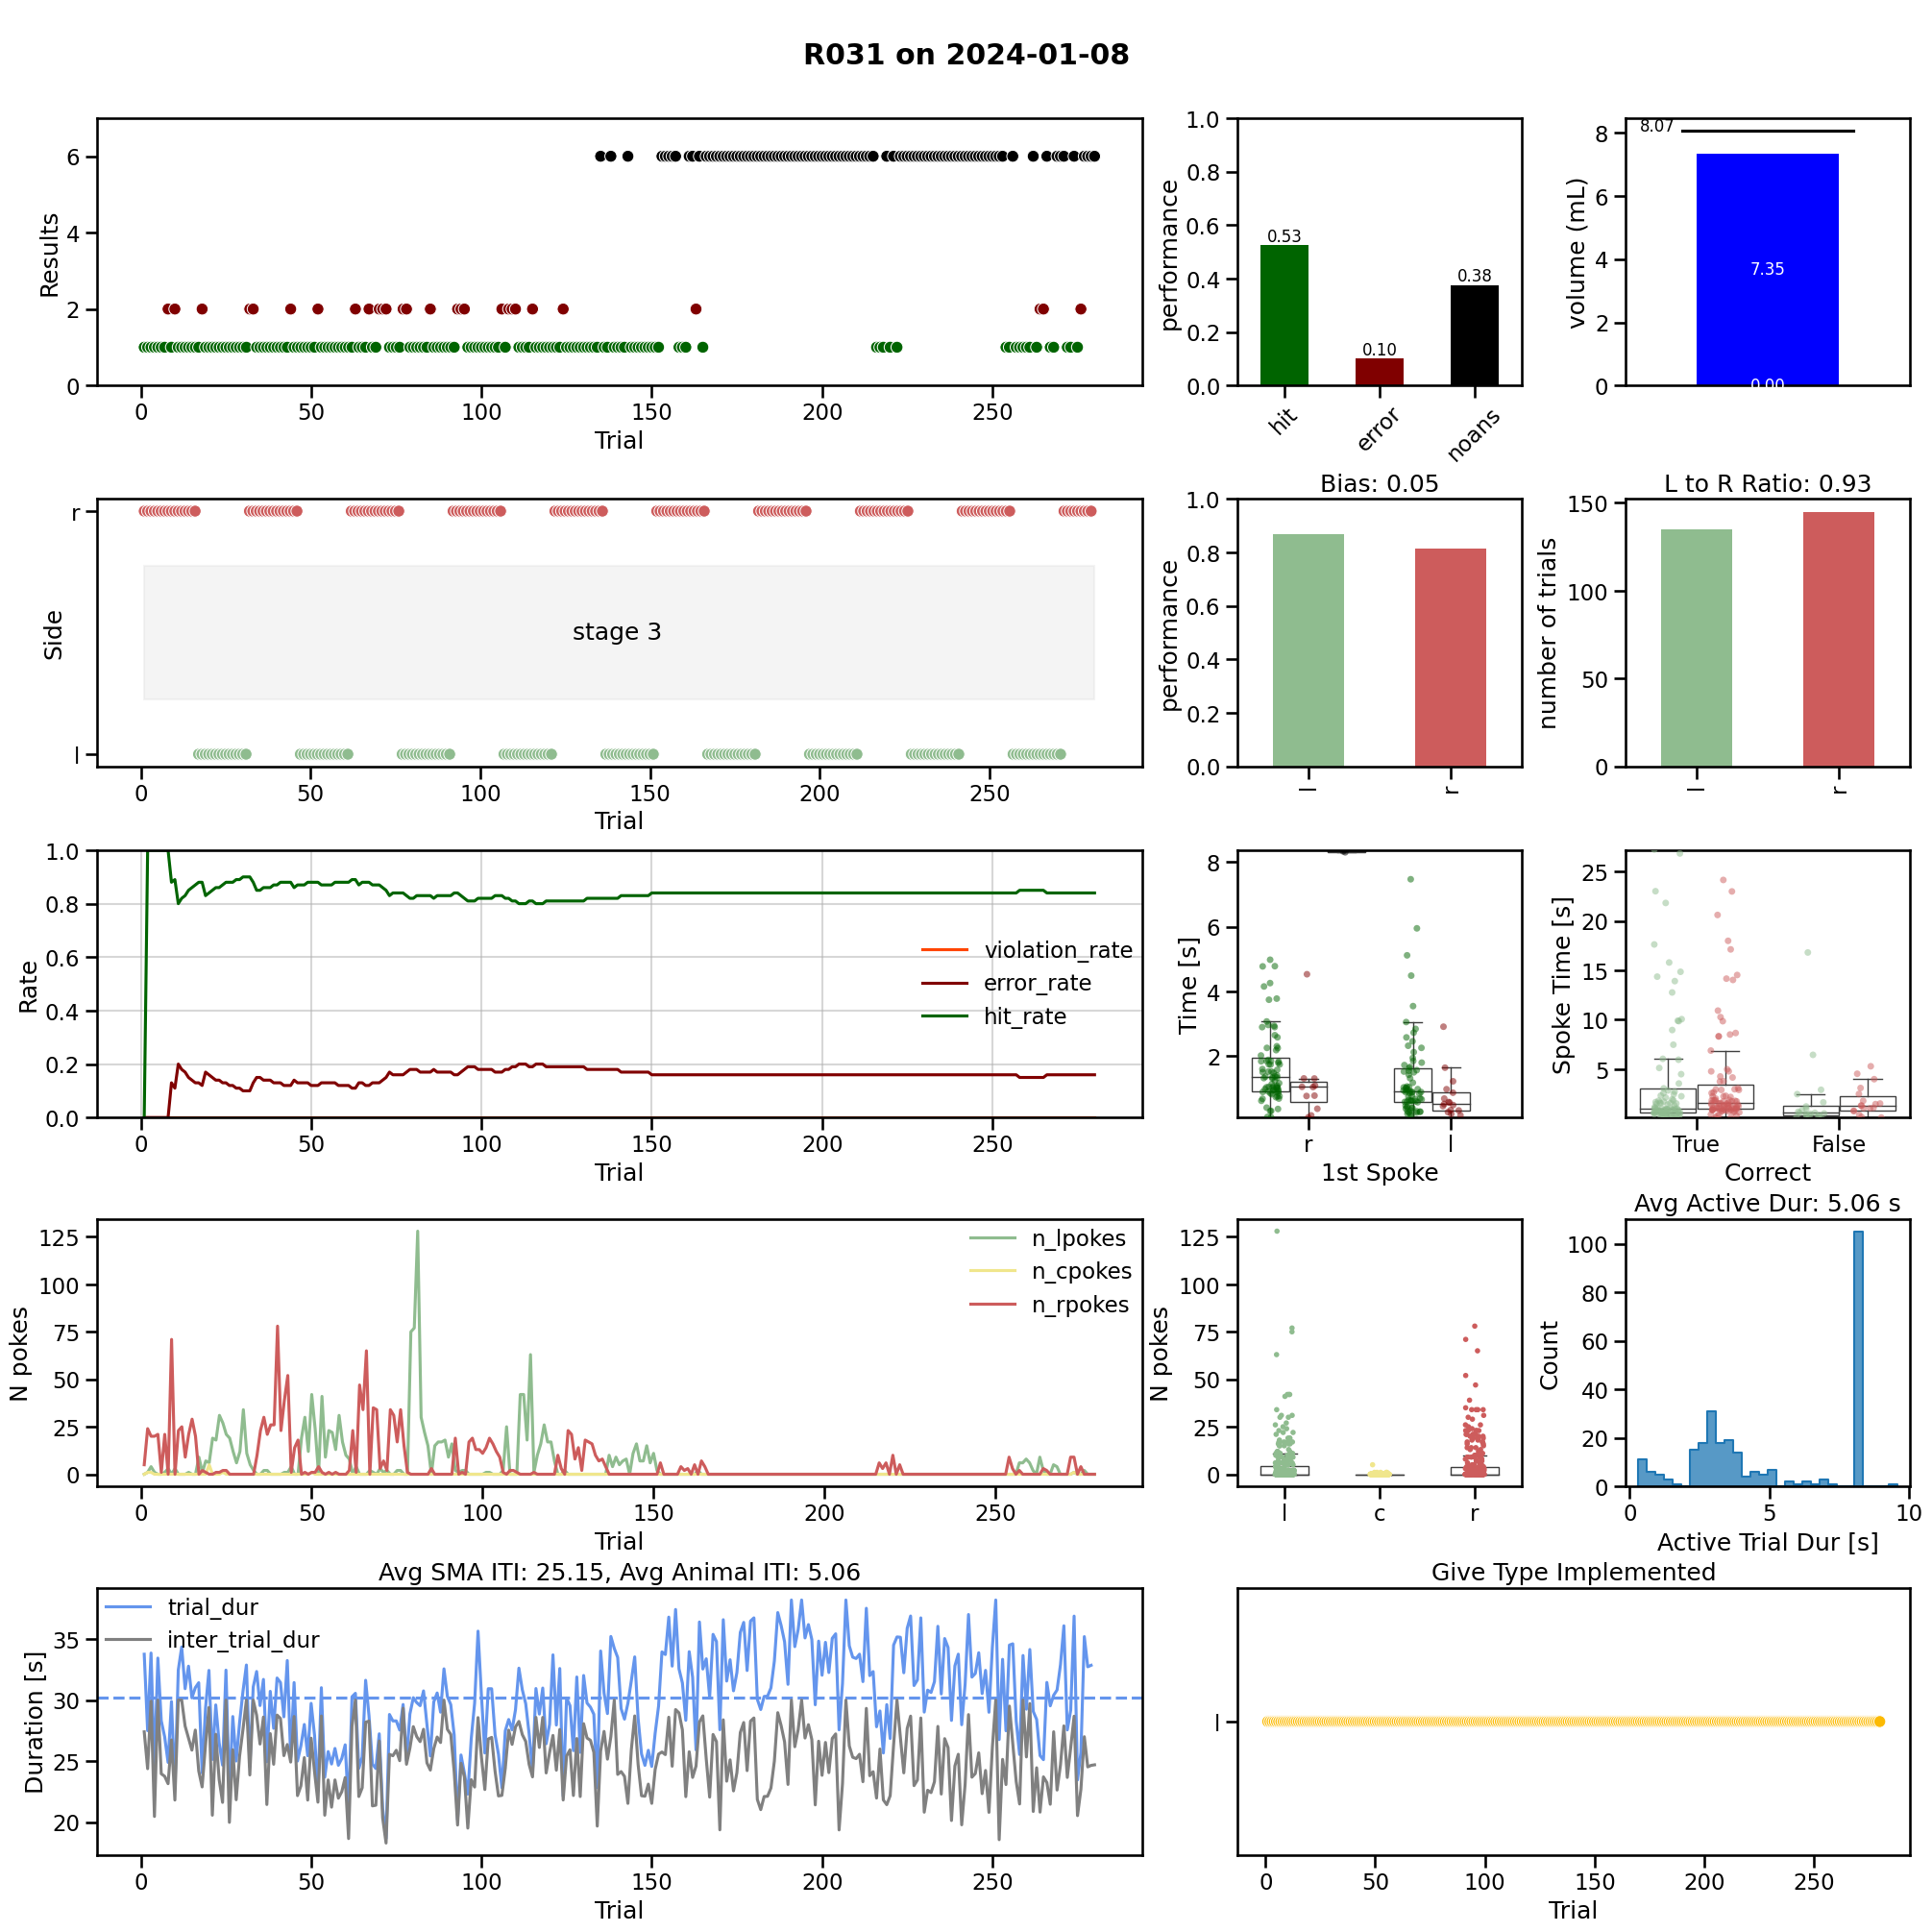 R031 on 2024-01-08
Results
6
4
2
0
0 50 100 150 200 250
Trial
performance
1.0
0.8
0.6
0.4
0.2
0.0
0.53
0.10
0.38
hit error noans
volume (mL)
8
6
4
2
0
8.07
7.35
0.00
Side
r
l
stage 3
0 50 100 150 200 250
Trial
Bias: 0.05
performance
1.0
0.8
0.6
0.4
0.2
0.0
l r
L to R Ratio: 0.93
number of trials
150
100
50
0
l r
Rate
1.0
0.8
0.6
0.4
0.2
0.0
violation_rate
error_rate
hit_rate
0 50 100 150 200 250
Trial
Time [s]
8
6
4
2
r l
1st Spoke
Spoke Time [s]
25
20
15
10
5
True False
Correct
N pokes
125
100
75
50
25
0
n_lpokes
n_cpokes
n_rpokes
0 50 100 150 200 250
Trial
N pokes
125
100
75
50
25
0
l c r
Avg Active Dur: 5.06 s
Count
100
80
60
40
20
0
0 5 10
Active Trial Dur [s]
Avg SMA ITI: 25.15, Avg Animal ITI: 5.06
Duration [s]
35
30
25
20
trial_dur
inter_trial_dur
0 50 100 150 200 250
Trial
Give Type Implemented
l
0 50 100 150 200 250
Trial